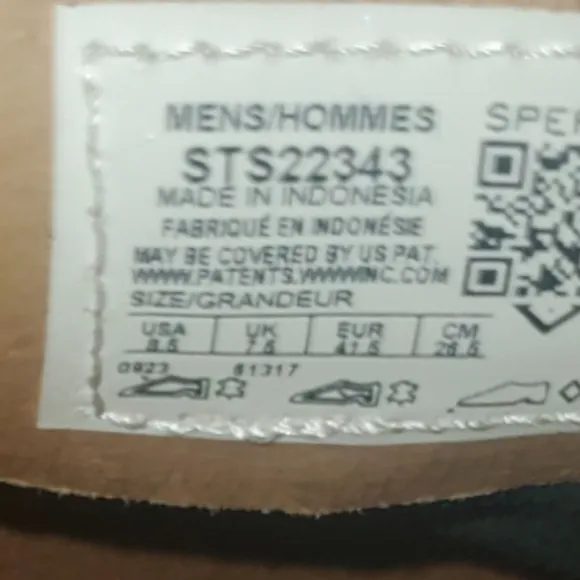 MENS/HOMMES SPE
STS22343
MADE IN INDONESIA
FABRIQUÉ EN INDONÉSIE
MAY BE COVERED BY US PAT.
WWW.PATENTS.WWWINC.COM
SIZE/GRANDEUR
USA UK EUR CM
8.5 7.5 41.5 26.5
0923 61317